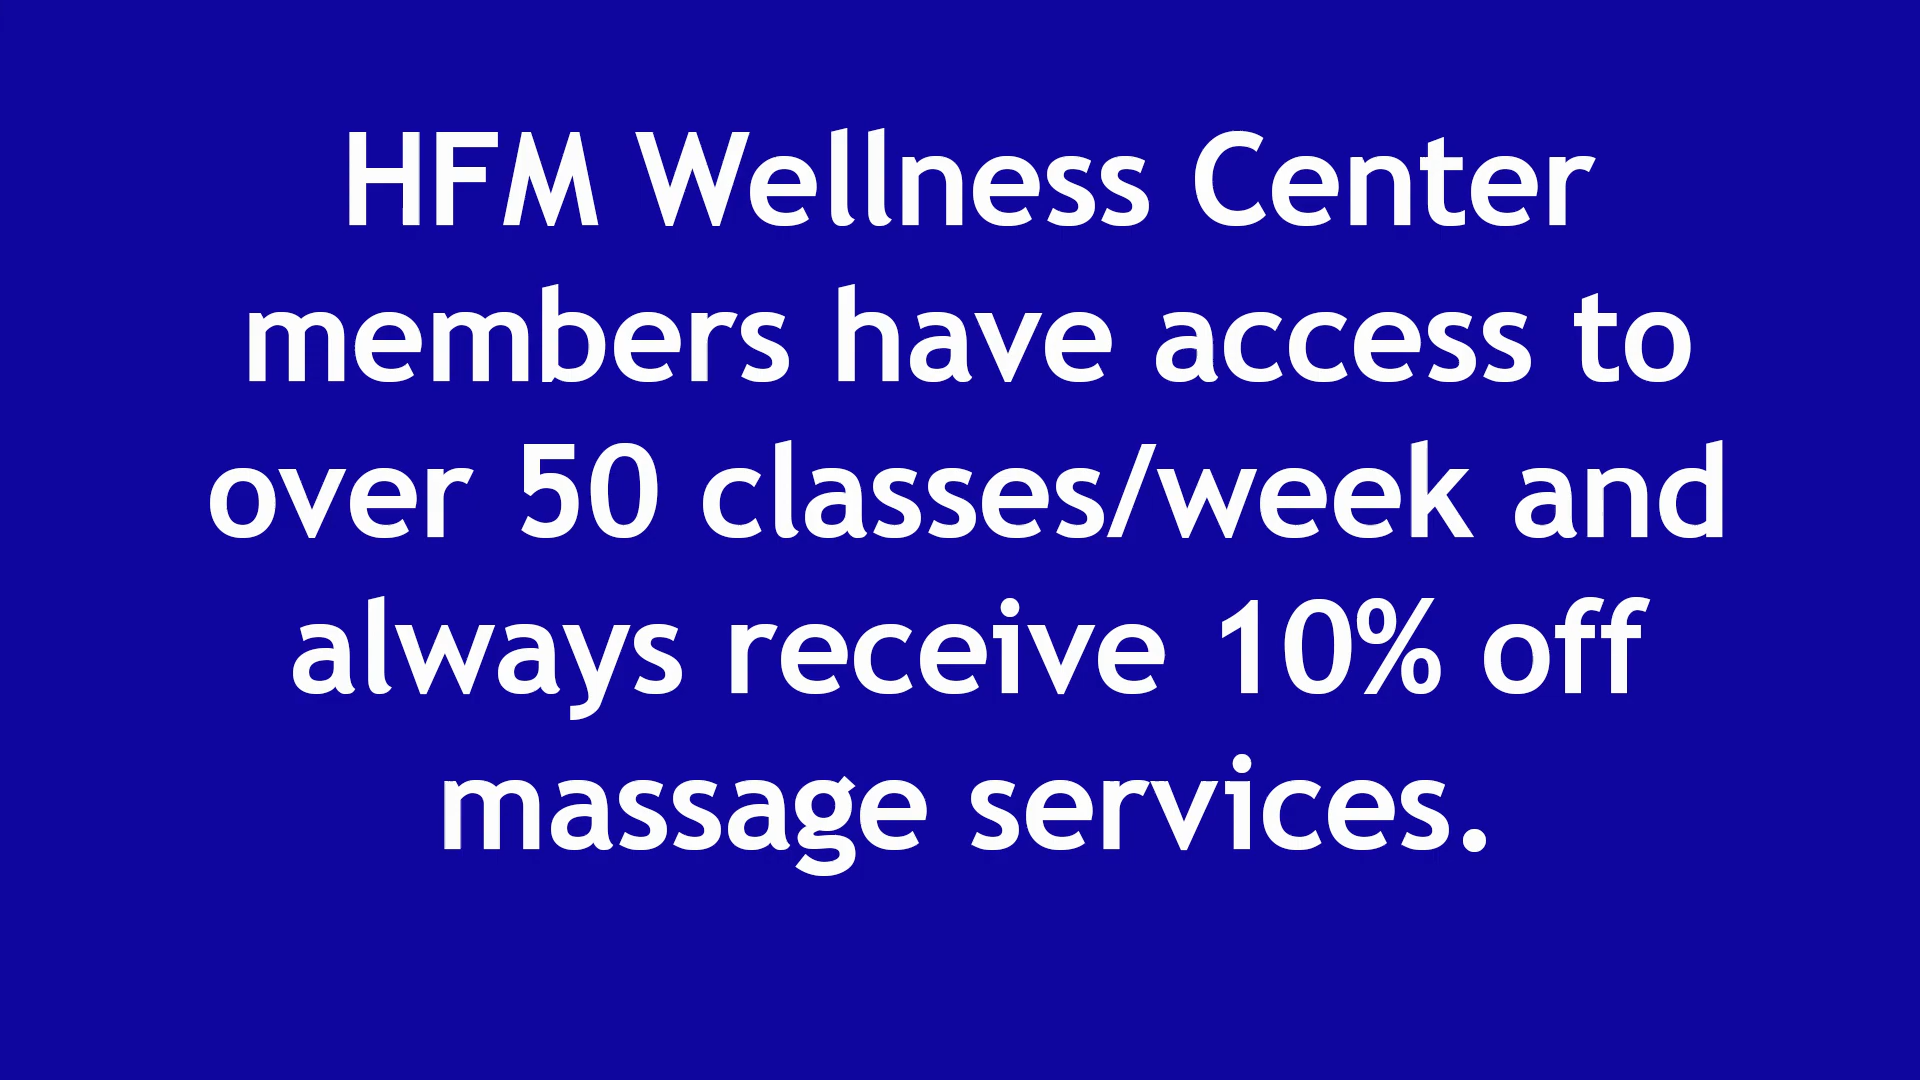 HFM Wellness Center
members have access to
over 50 classes/week and
always receive 10% off
massage services.